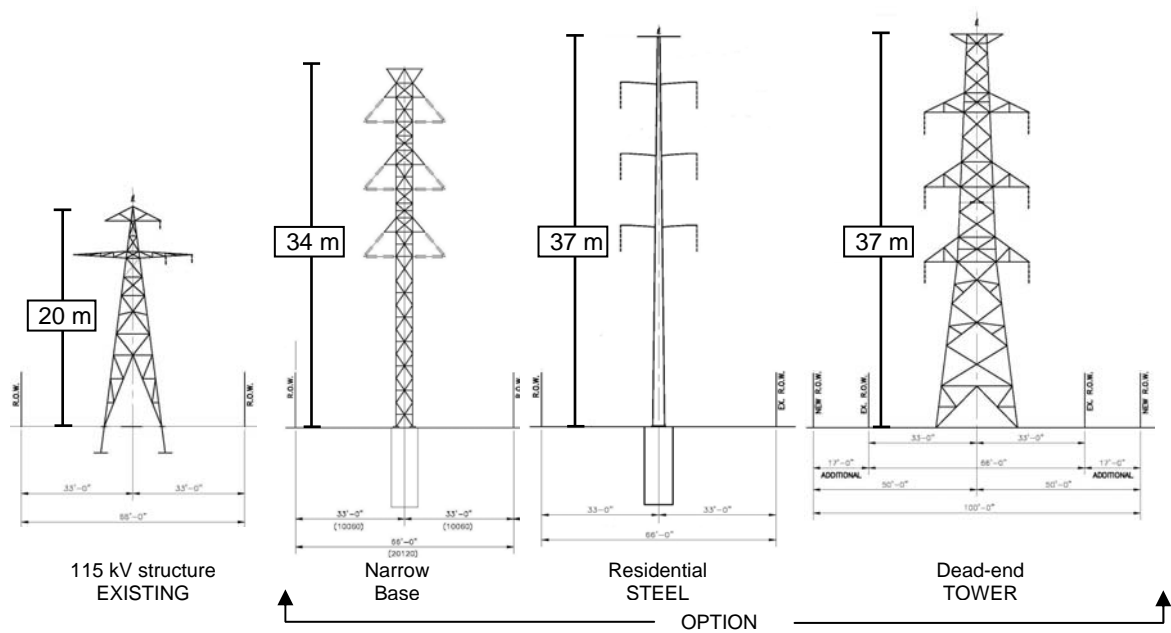 20 m
34 m
37 m
37 m
R.O.W.
R.O.W.
R.O.W.
R.O.W.
R.O.W.
EX. R.O.W.
NEW R.O.W.
EX. R.O.W.
EX. R.O.W.
NEW R.O.W.
33'-0" 33'-0"
66'-0"
33'-0" 33'-0"
(10060) (10060)
66'-0"
(20120)
33-0" 33'-0"
66'-0"
33-0" 33'-0"
17'-0" 66'-0" 17'-0"
ADDITIONAL ADDITIONAL
50'-0" 50'-0"
100'-0"
115 kV structure
EXISTING
Narrow
Base
Residential
STEEL
Dead-end
TOWER
OPTION